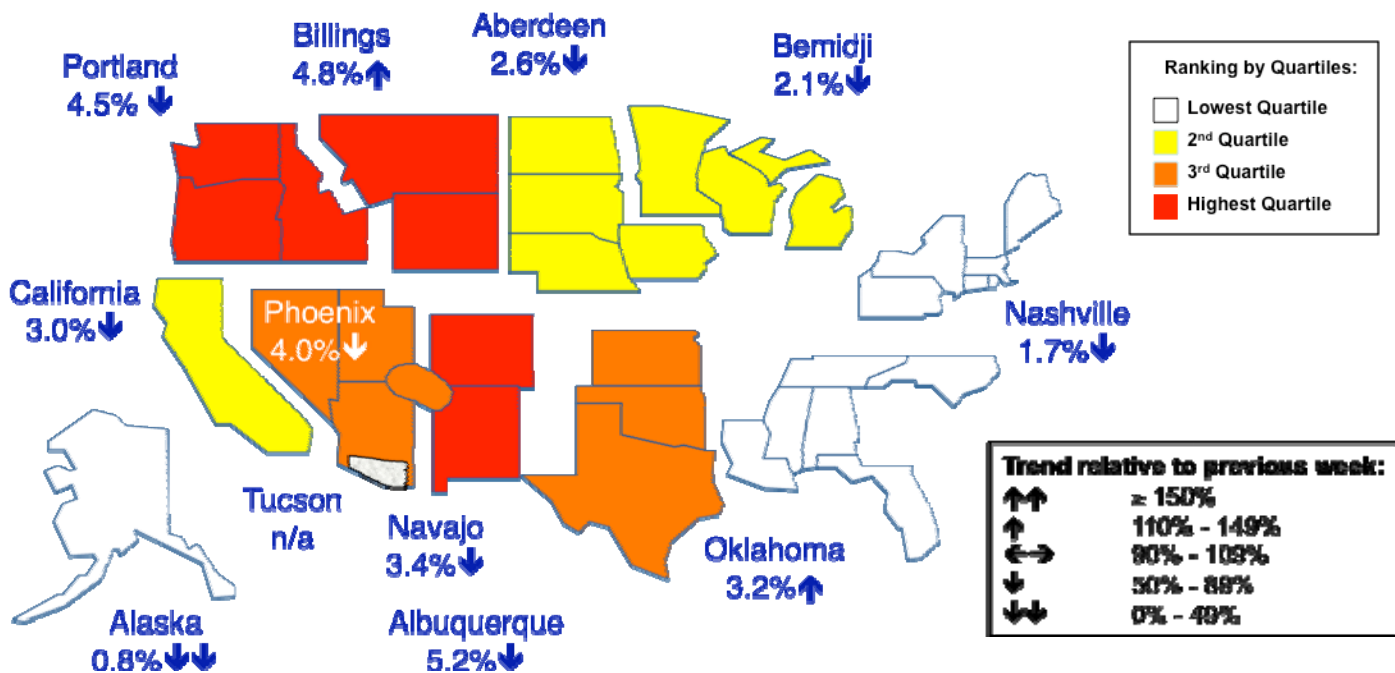 Billings
4.8%↑
Aberdeen
2.6%↓
Bemidji
2.1%↓
Portland
4.5% ↓
Ranking by Quartiles:
Lowest Quartile
2nd Quartile
3rd Quartile
Highest Quartile
California
3.0%↓
Phoenix
4.0%↓
Nashville
1.7%↓
Tucson
n/a
Navajo
3.4%↓
Oklahoma
3.2%↑
Alaska
0.8%↓↓
Albuquerque
5.2%↓
Trend relative to previous week:
↑↑ ≥ 150%
↑ 110% - 149%
↔ 90% - 109%
↓ 50% - 89%
↓↓ 0% - 49%